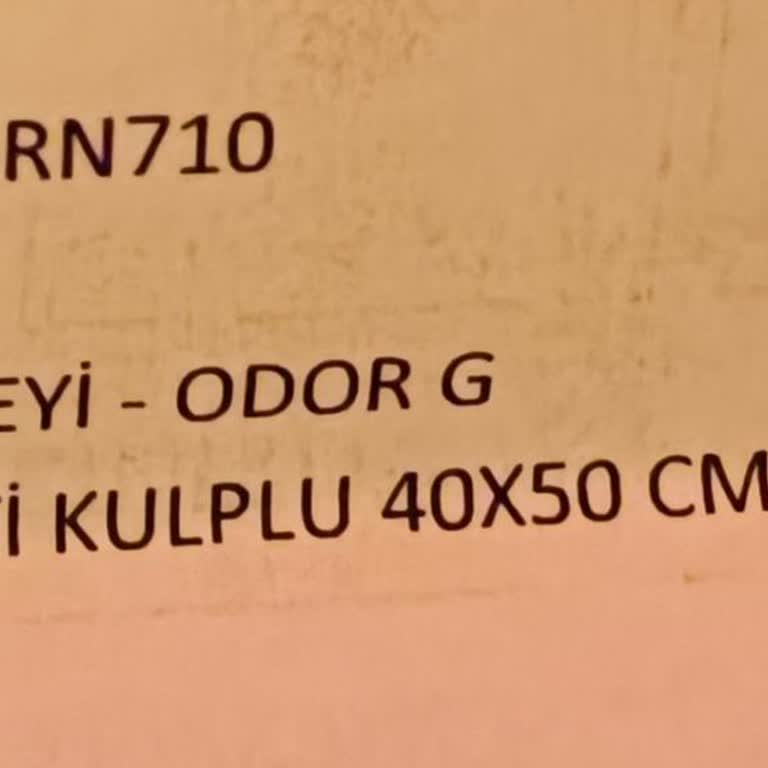 RN710
EYİ - ODOR G
İ KULPLU 40X50 CM